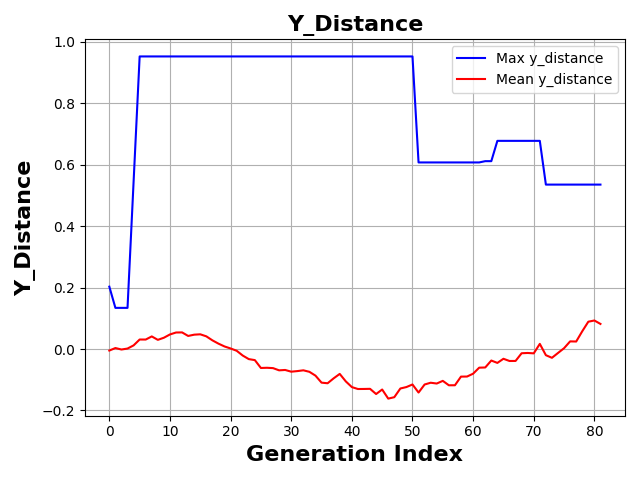 Y_Distance
Max y_distance
Mean y_distance
Y_Distance
1.0
0.8
0.6
0.4
0.2
0.0
−0.2
0 10 20 30 40 50 60 70 80
Generation Index